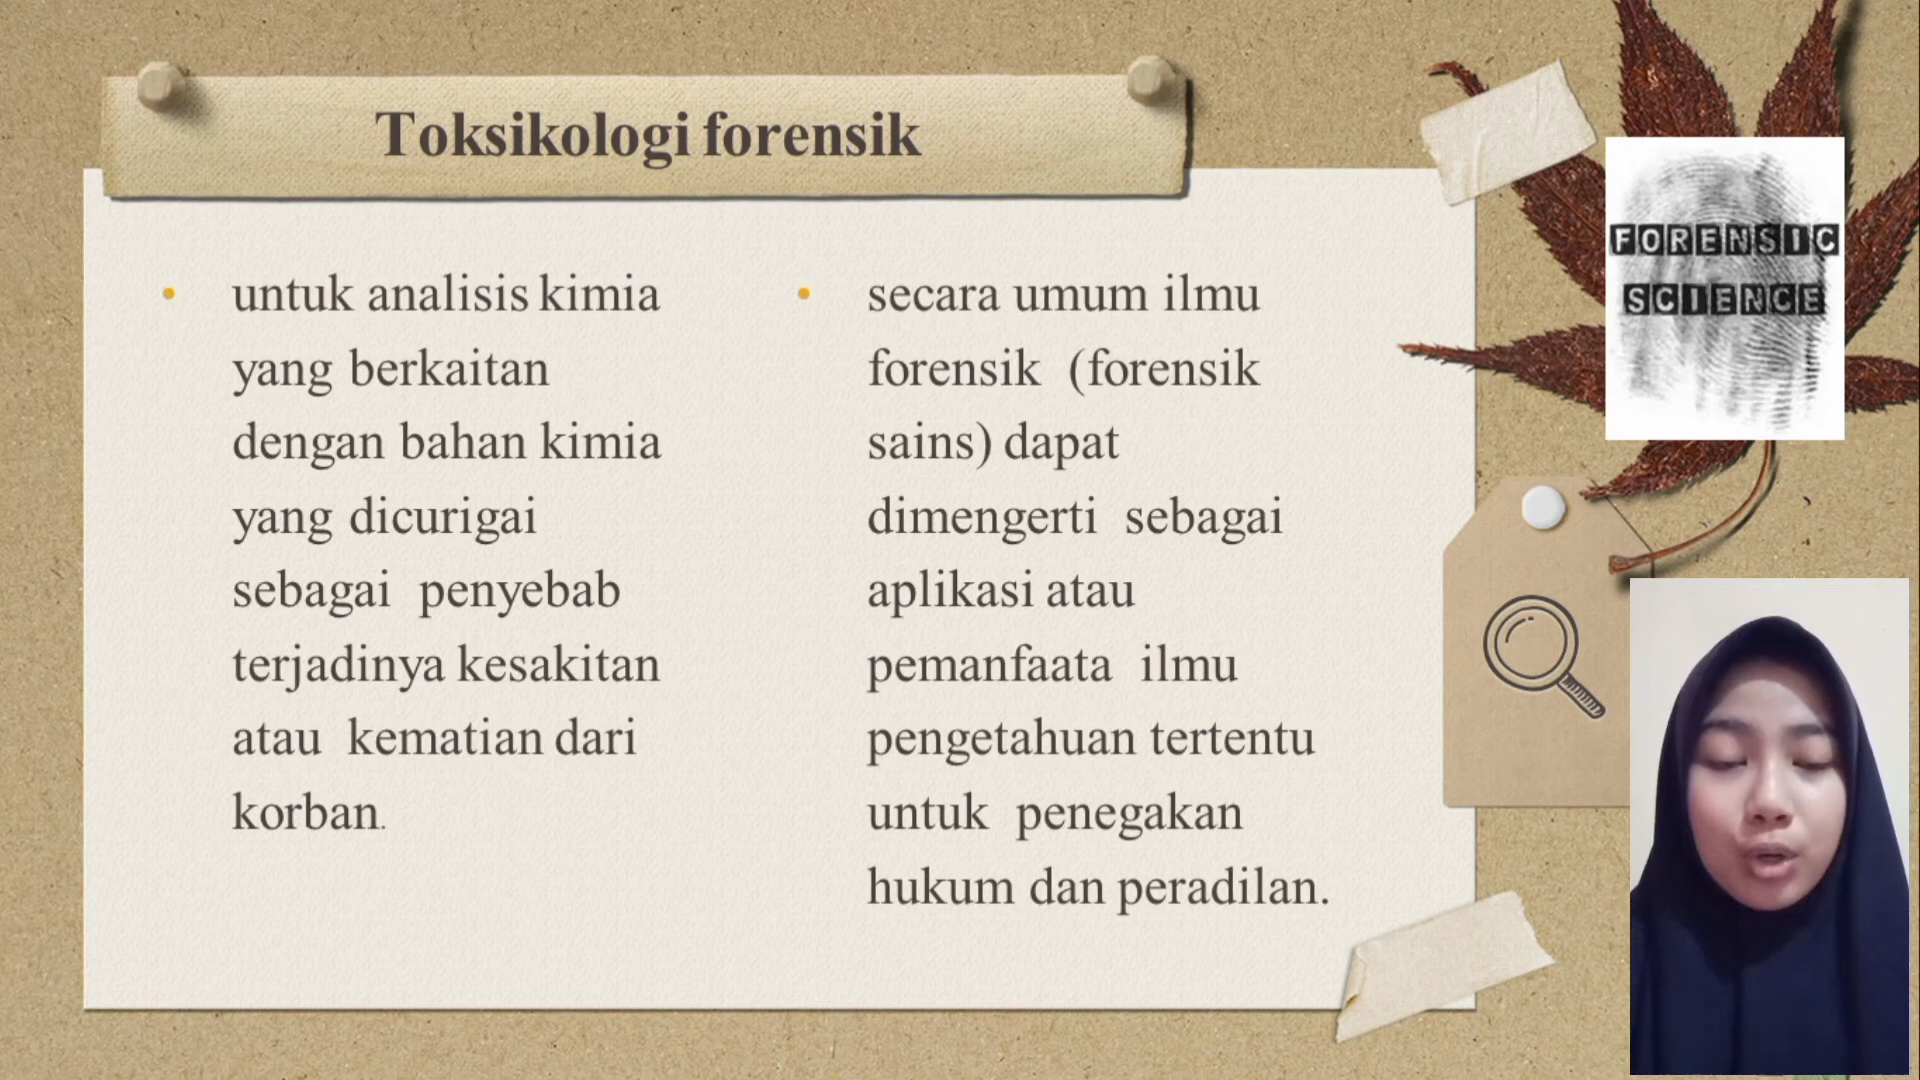 Toksikologi forensik
• untuk analisis kimia
yang berkaitan
dengan bahan kimia
yang dicurigai
sebagai penyebab
terjadinya kesakitan
atau kematian dari
korban.
• secara umum ilmu
forensik (forensik
sains) dapat
dimengerti sebagai
aplikasi atau
pemanfaata ilmu
pengetahuan tertentu
untuk penegakan
hukum dan peradilan.
FORENSIC
SCIENCE